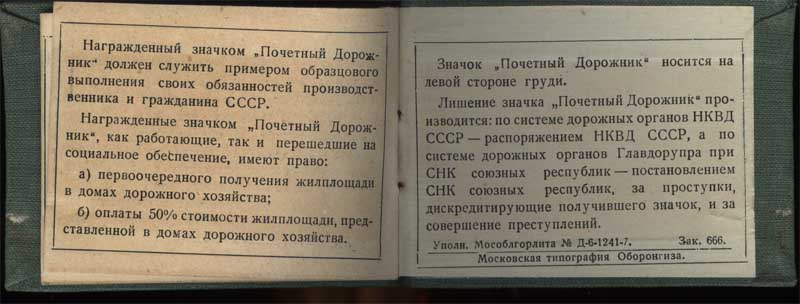 Награжденный значком „Почетный Дорож-
ник“ должен служить примером образцового
выполнения своих обязанностей производст-
венника и гражданина СССР.
Награжденные значком „Почетный Дорож-
ник“, как работающие, так и перешедшие на
социальное обеспечение, имеют право:
а) первоочередного получения жилплощади
в домах дорожного хозяйства;
б) оплаты 50% стоимости жилплощади, пред-
ставленной в домах дорожного хозяйства.
Значок „Почетный Дорожник“ носится на
левой стороне груди.
Лишение значка „Почетный Дорожник“ про-
изводится: по системе дорожных органов НКВД
СССР — распоряжением НКВД СССР, а по
системе дорожных органов Главдорупра при
СНК союзных республик — постановлением
СНК союзных республик, за проступки,
дискредитирующие получившего значок, и за
совершение преступлений.
Уполн. Мособлгорлита № Д-6-1241-7. Зак. 666.
Московская типография Оборонгиза.